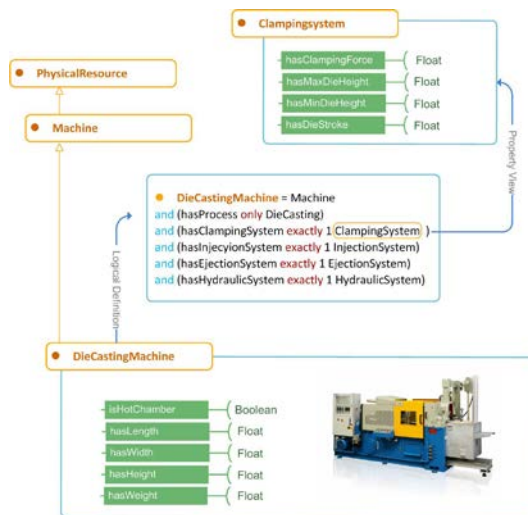 Clampingsystem
hasClampingForce Float
hasMaxDieHeight Float
hasMinDieHeight Float
hasDieStroke Float
PhysicalResource
Machine
Property View
DieCastingMachine = Machine
and (hasProcess only DieCasting)
and (hasClampingSystem exactly 1 ClampingSystem )
and (hasInjecyionSystem exactly 1 InjectionSystem)
and (hasEjectionSystem exactly 1 EjectionSystem)
and (hasHydraulicSystem exactly 1 HydraulicSystem)
Logical Definition
DieCastingMachine
isHotChamber Boolean
hasLength Float
hasWidth Float
hasHeight Float
hasWeight Float